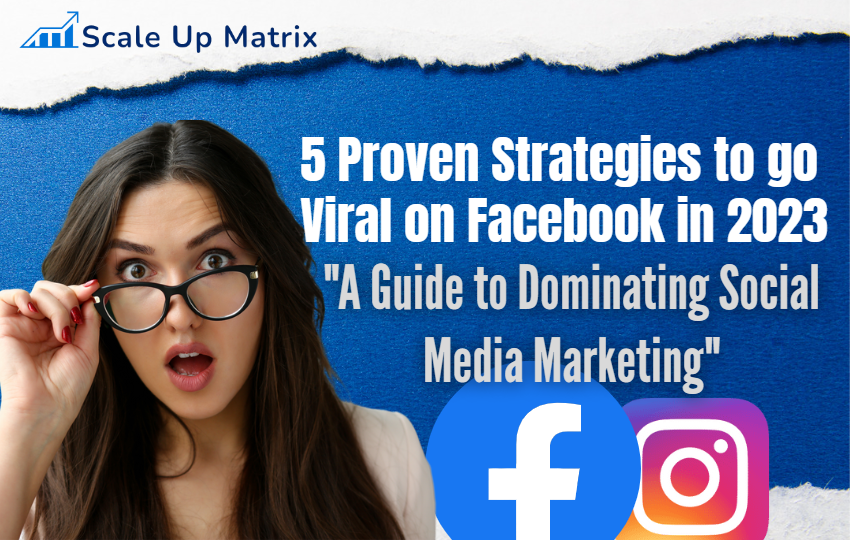 Scale Up Matrix
5 Proven Strategies to go
Viral on Facebook in 2023
"A Guide to Dominating Social
Media Marketing"